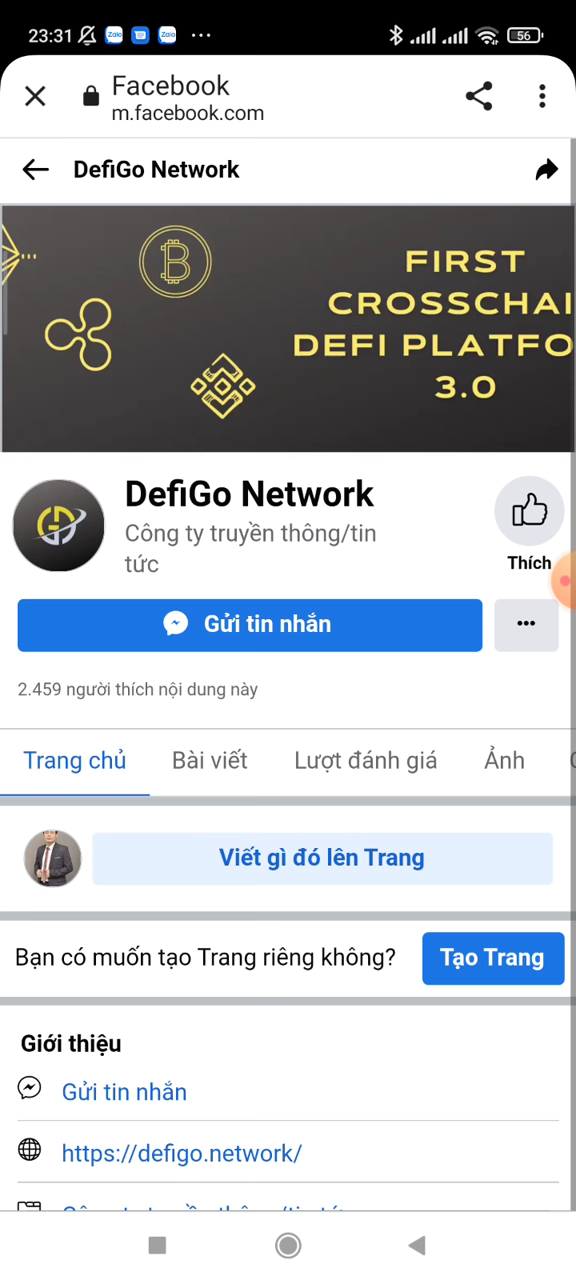 23:31 Zalo Zalo ... 56
Facebook
m.facebook.com
DefiGo Network
FIRST
CROSSCHAI
DEFI PLATFO
3.0
DefiGo Network
Công ty truyền thông/tin
tức
Thích
Gửi tin nhắn
2.459 người thích nội dung này
Trang chủ Bài viết Lượt đánh giá Ảnh
Viết gì đó lên Trang
Bạn có muốn tạo Trang riêng không? Tạo Trang
Giới thiệu
Gửi tin nhắn
https://defigo.network/